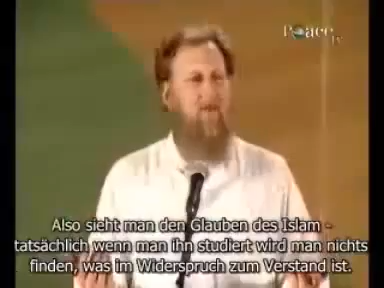 Peace tv
Also sieht man den Glauben des Islam -
tatsächlich wenn man ihn studiert wird man nichts
finden, was im Widerspruch zum Verstand ist.